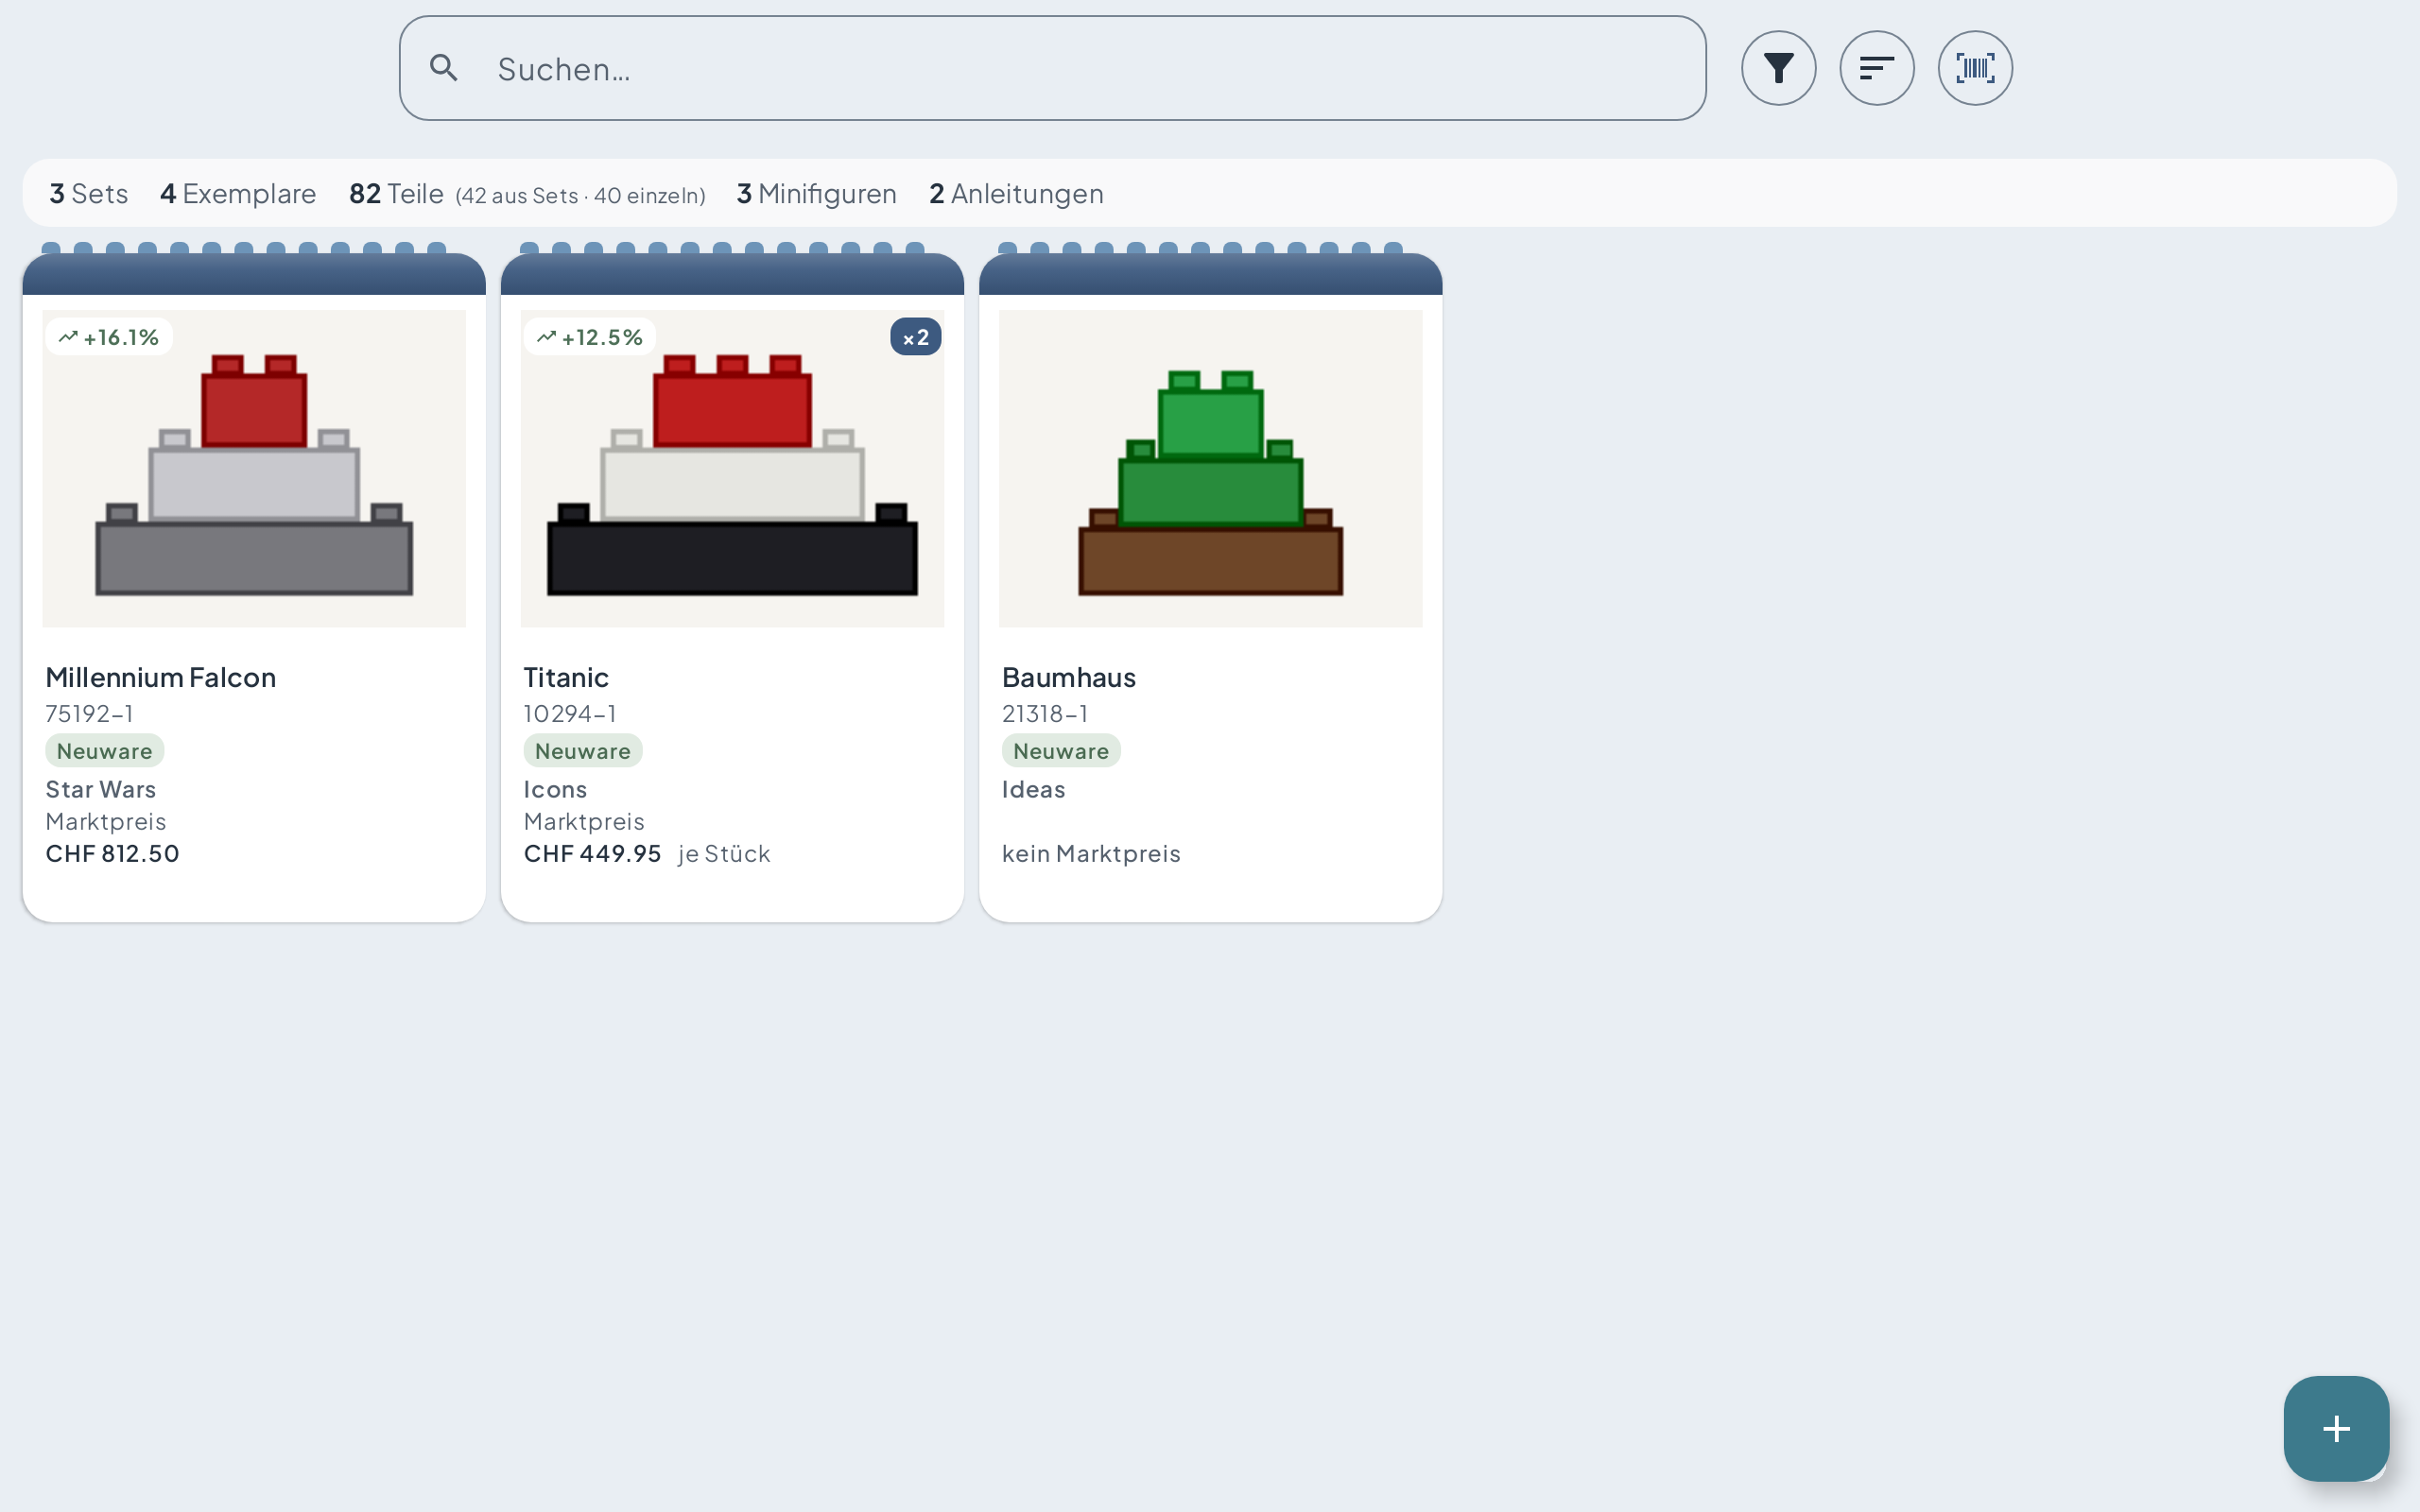 Suchen...
3 Sets 4 Exemplare 82 Teile (42 aus Sets · 40 einzeln) 3 Minifiguren 2 Anleitungen
+16.1%
+12.5%
×2
Millennium Falcon
75192-1
Neuware
Star Wars
Marktpreis
CHF 812.50
Titanic
10294-1
Neuware
Icons
Marktpreis
CHF 449.95 je Stück
Baumhaus
21318-1
Neuware
Ideas
kein Marktpreis